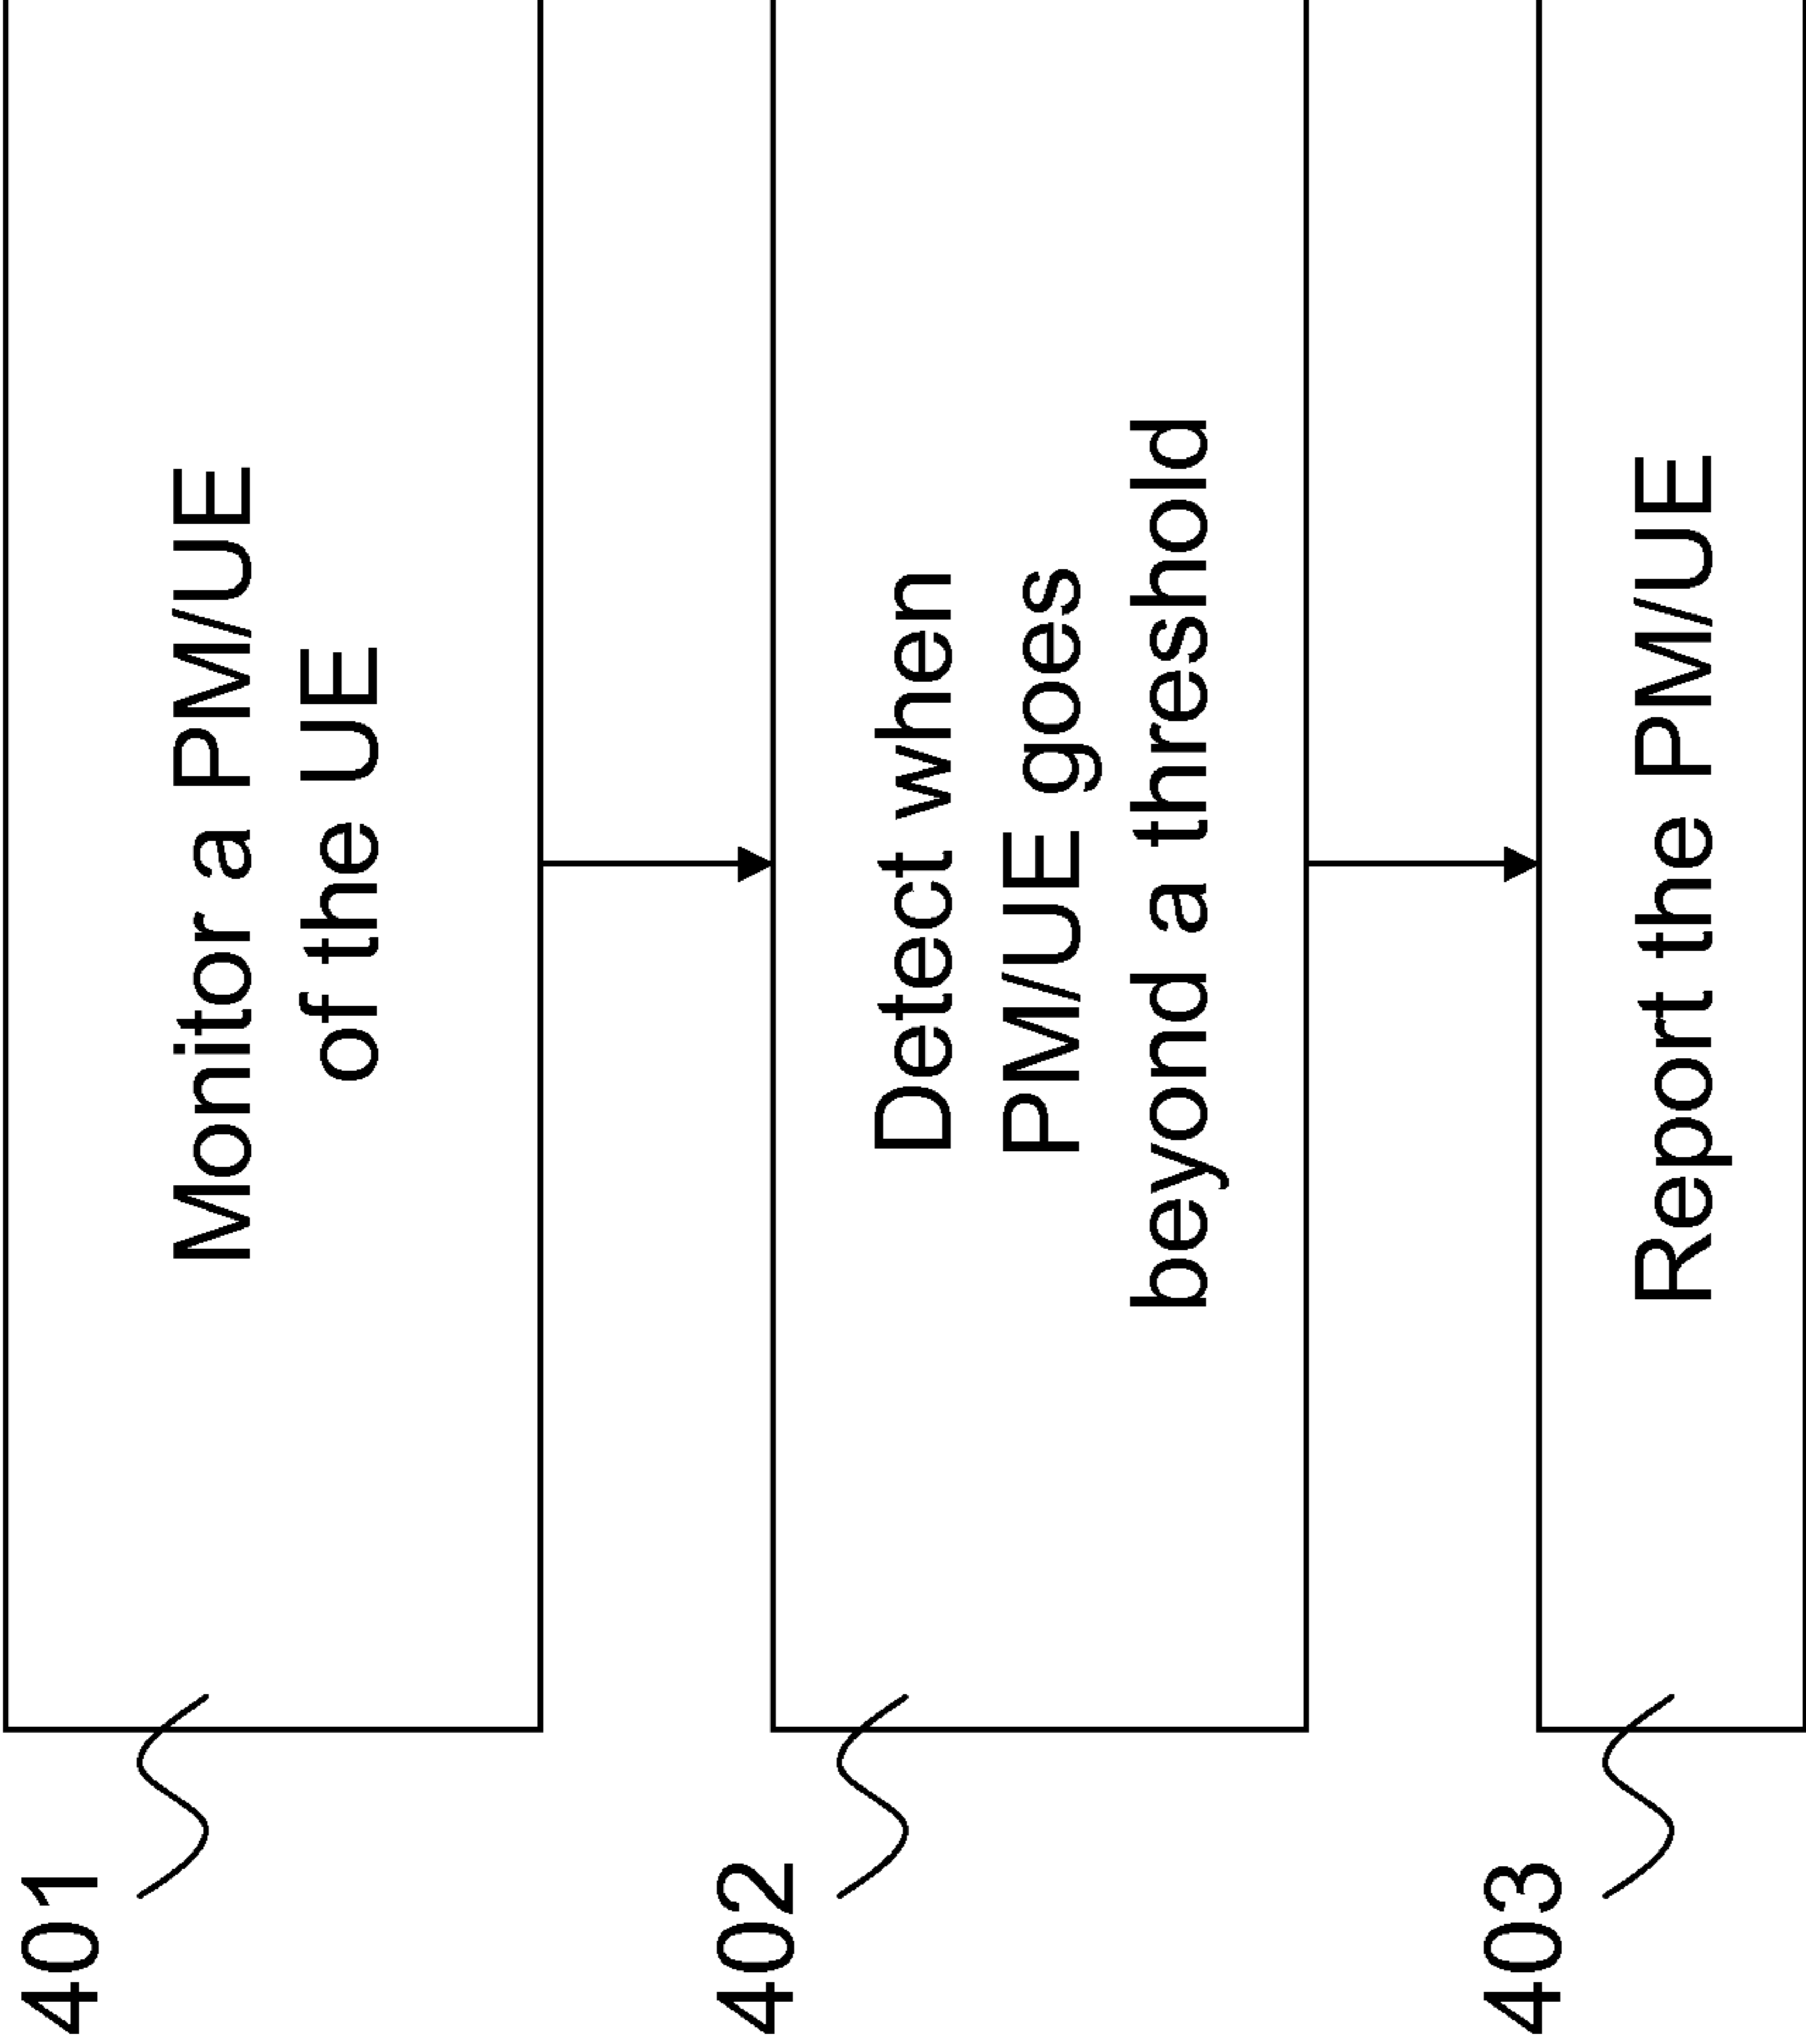 401
Monitor a PM/UE
of the UE
402
Detect when
PM/UE goes
beyond a threshold
403
Report the PM/UE